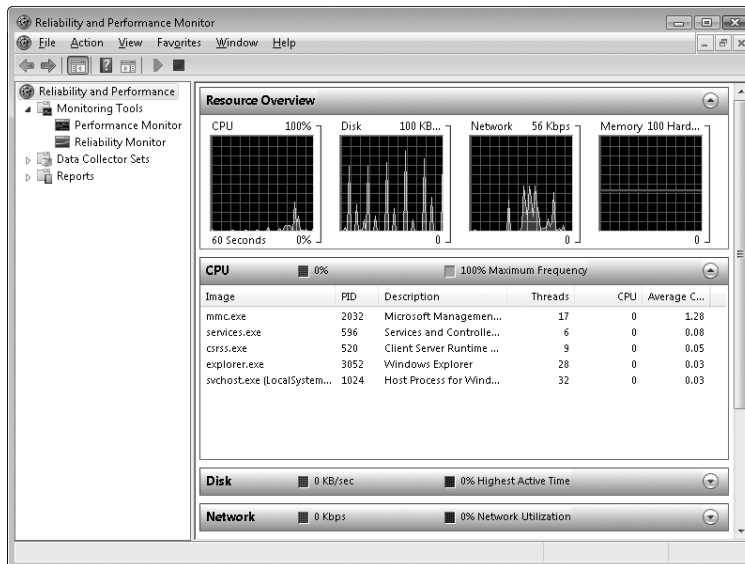 Reliability and Performance Monitor
File Action View Favorites Window Help
Reliability and Performance
Monitoring Tools
Performance Monitor
Reliability Monitor
Data Collector Sets
Reports
Resource Overview
CPU 100%
60 Seconds 0%
Disk 100 KB...
0
Network 56 Kbps
0
Memory 100 Hard...
0
CPU 0% 100% Maximum Frequency
Image PID Description Threads CPU Average C...
mmc.exe 2032 Microsoft Managemen... 17 0 1.28
services.exe 596 Services and Controlle... 6 0 0.08
csrss.exe 520 Client Server Runtime ... 9 0 0.05
explorer.exe 3052 Windows Explorer 28 0 0.03
svchost.exe (LocalSystem... 1024 Host Process for Wind... 32 0 0.03
Disk 0 KB/sec 0% Highest Active Time
Network 0 Kbps 0% Network Utilization